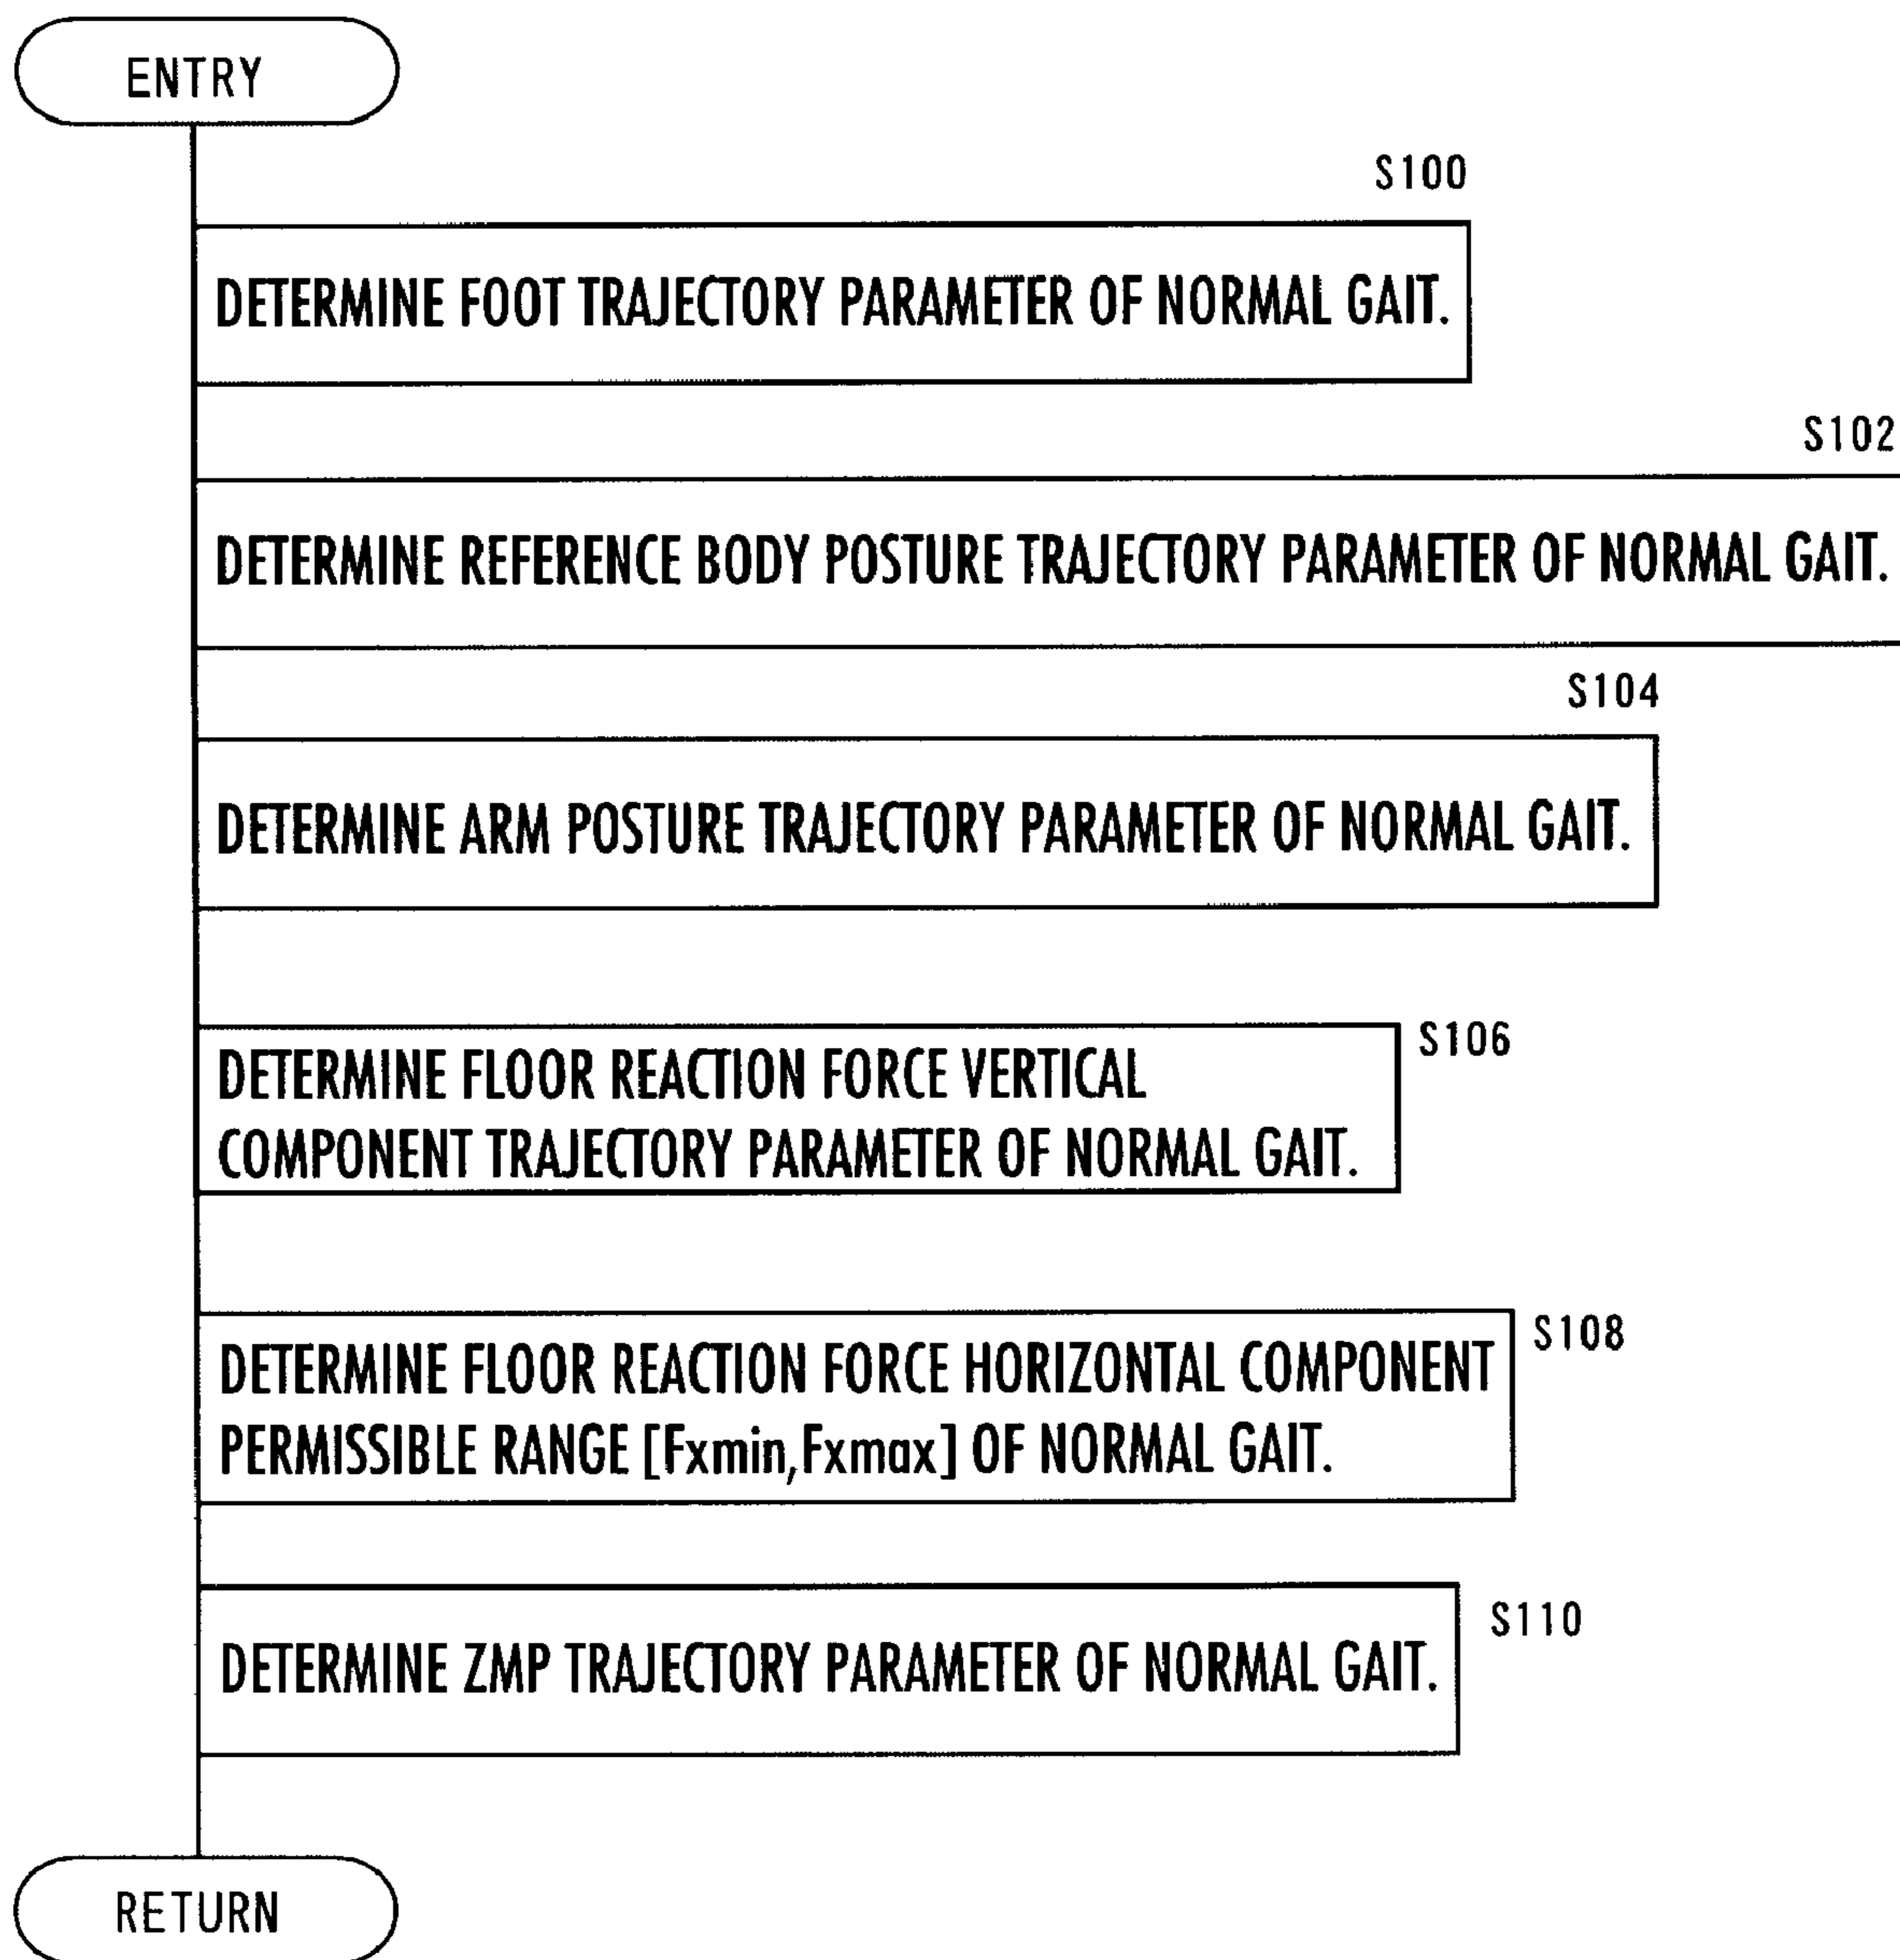 ENTRY
S100
DETERMINE FOOT TRAJECTORY PARAMETER OF NORMAL GAIT.
S102
DETERMINE REFERENCE BODY POSTURE TRAJECTORY PARAMETER OF NORMAL GAIT.
S104
DETERMINE ARM POSTURE TRAJECTORY PARAMETER OF NORMAL GAIT.
S106
DETERMINE FLOOR REACTION FORCE VERTICAL
COMPONENT TRAJECTORY PARAMETER OF NORMAL GAIT.
S108
DETERMINE FLOOR REACTION FORCE HORIZONTAL COMPONENT
PERMISSIBLE RANGE [Fxmin,Fxmax] OF NORMAL GAIT.
S110
DETERMINE ZMP TRAJECTORY PARAMETER OF NORMAL GAIT.
RETURN